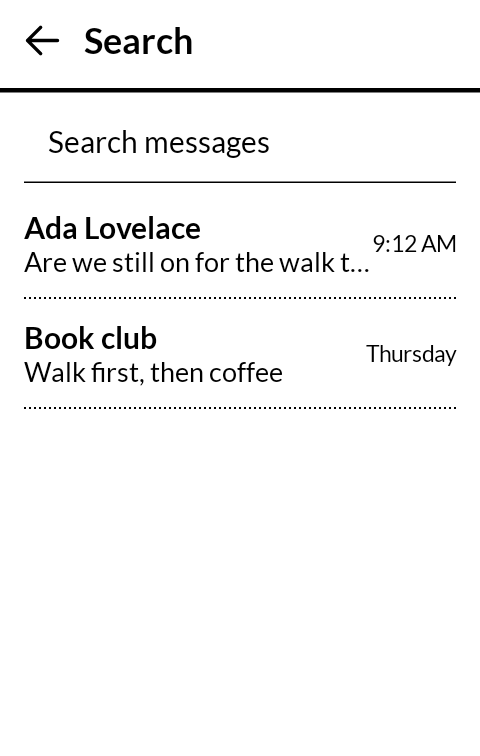 Search
Search messages
Ada Lovelace
9:12 AM
Are we still on for the walk t…
Book club
Thursday
Walk first, then coffee